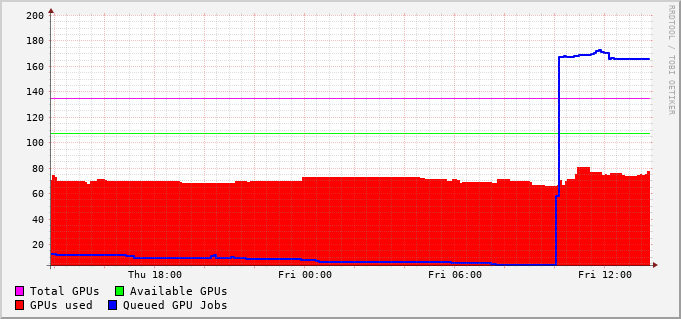 200
180
160
140
120
100
80
60
40
20
Thu 18:00 Fri 00:00 Fri 06:00 Fri 12:00
Total GPUs Available GPUs
GPUs used Queued GPU Jobs
RRDTOOL / TOBI OETIKER